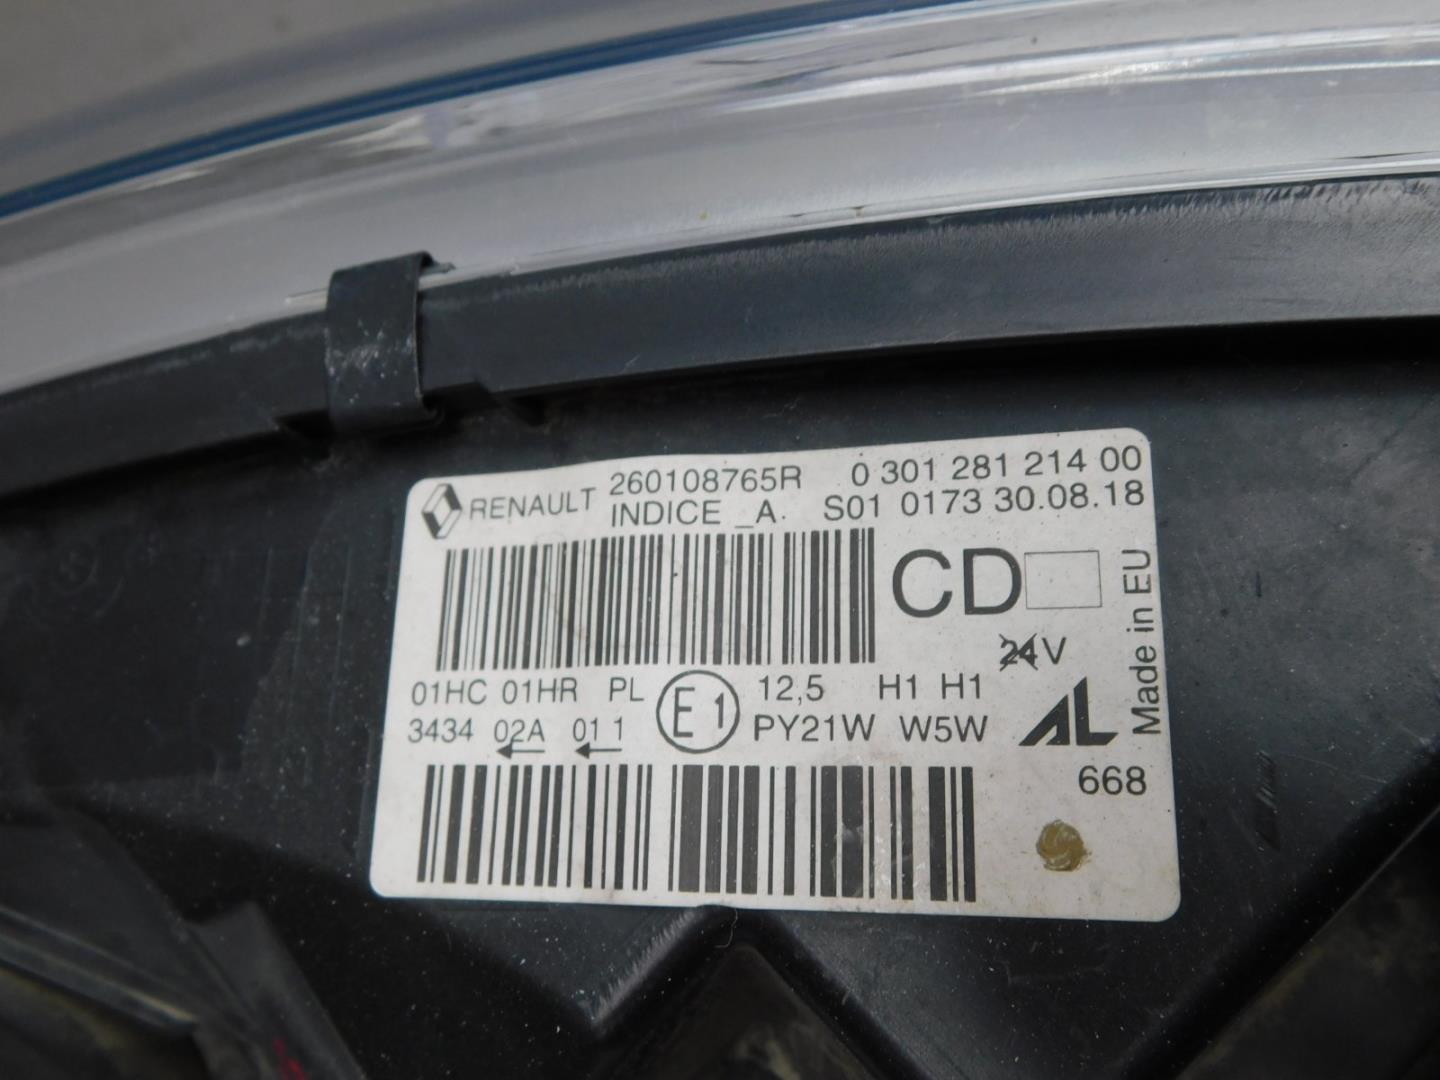 RENAULT 260108765R 0 301 281 214 00
INDICE _A. S01 0173 30.08.18
CD
24V
Made in EU
01HC 01HR PL E1 12,5 H1 H1
3434 02A 01 1 PY21W W5W AL
668